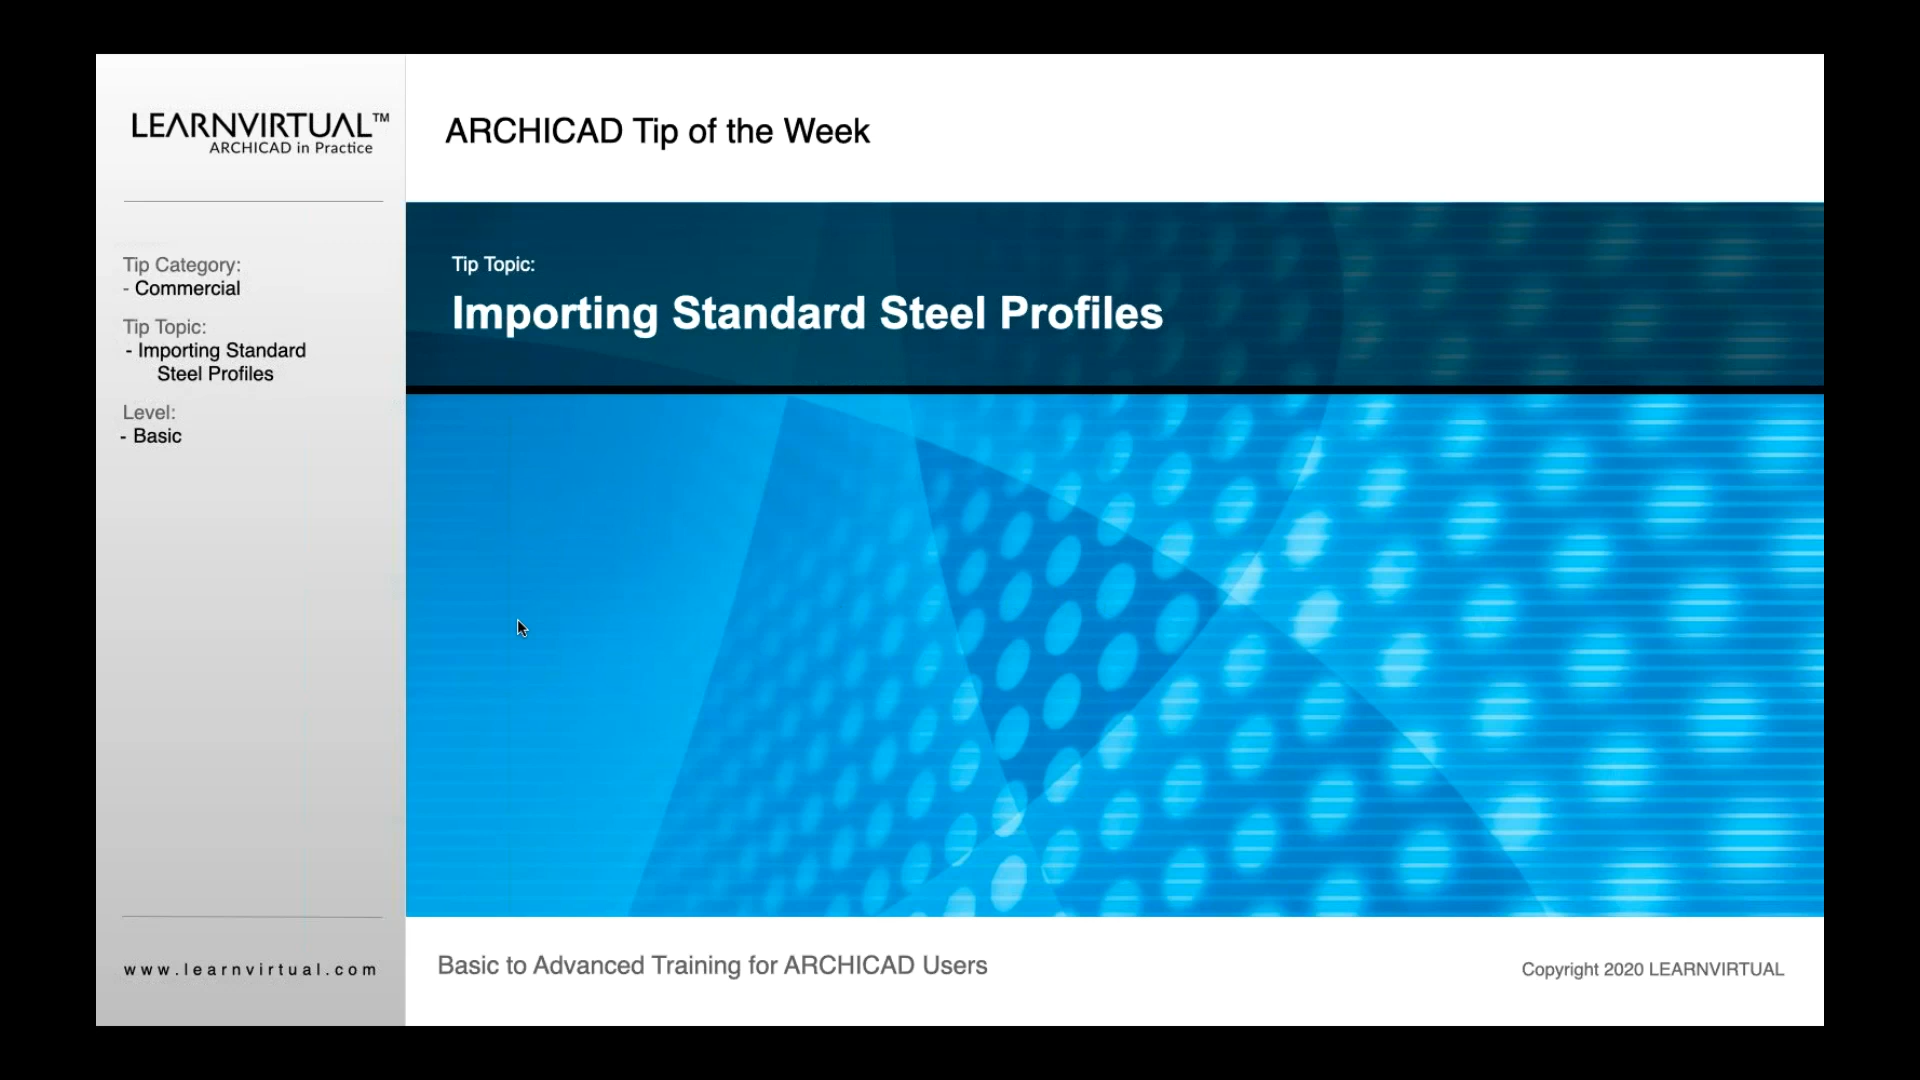 LEARNVIRTUAL™
ARCHICAD in Practice
Tip Category:
- Commercial
Tip Topic:
- Importing Standard
Steel Profiles
Level:
- Basic
www.learnvirtual.com
ARCHICAD Tip of the Week
Tip Topic:
Importing Standard Steel Profiles
Basic to Advanced Training for ARCHICAD Users
Copyright 2020 LEARNVIRTUAL